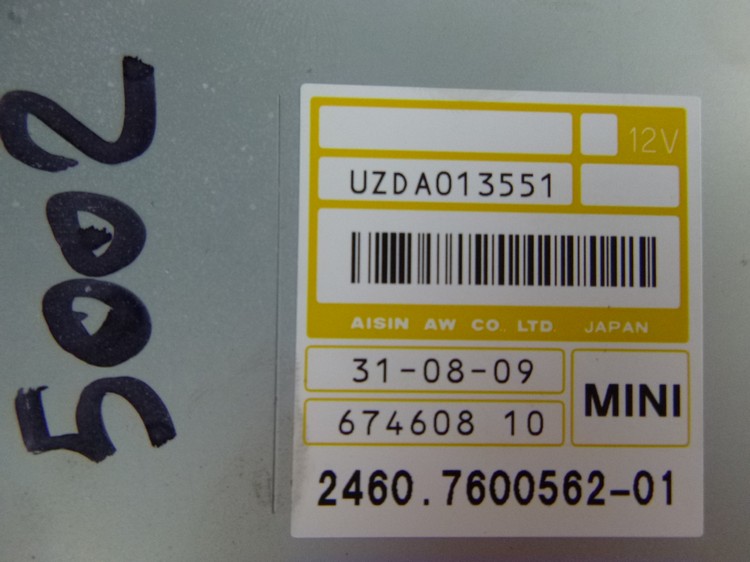 5002
12V
UZDA013551
AISIN AW CO. LTD. JAPAN
31-08-09
674608 10
MINI
2460.7600562-01